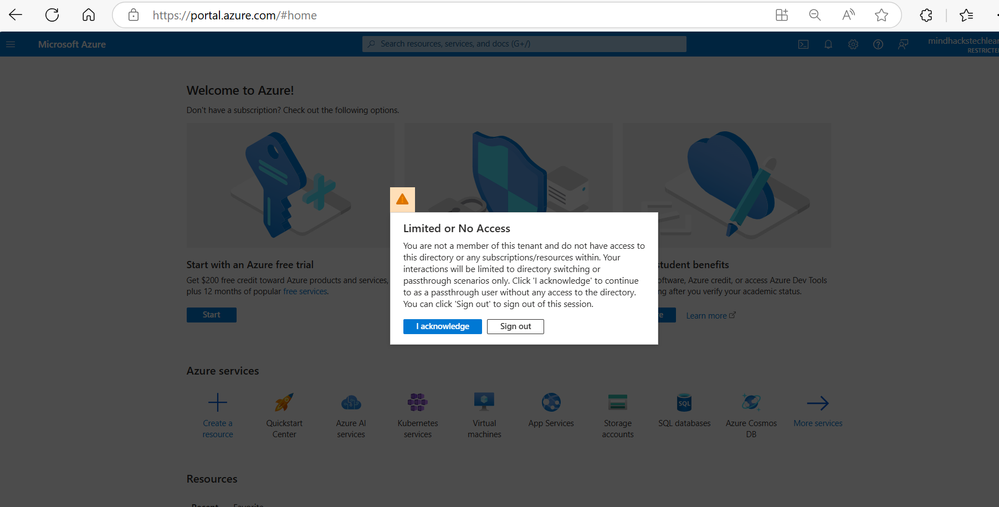 https://portal.azure.com/#home
Microsoft Azure
Search resources, services, and docs (G+/)
mindhackstechlear
RESTRICTE
Welcome to Azure!
Don't have a subscription? Check out the following options.
Limited or No Access
You are not a member of this tenant and do not have access to
this directory or any subscriptions/resources within. Your
interactions will be limited to directory switching or
passthrough scenarios only. Click 'I acknowledge' to continue
to as a passthrough user without any access to the directory.
You can click 'Sign out' to sign out of this session.
I acknowledge
Sign out
Start with an Azure free trial
Get $200 free credit toward Azure products and services,
plus 12 months of popular free services.
Start
student benefits
oftware, Azure credit, or access Azure Dev Tools
ng after you verify your academic status.
re
Learn more
Azure services
Create a
resource
Quickstart
Center
Azure AI
services
Kubernetes
services
Virtual
machines
App Services
Storage
accounts
SQL
SQL databases
Azure Cosmos
DB
More services
Resources
Recent
Favorite